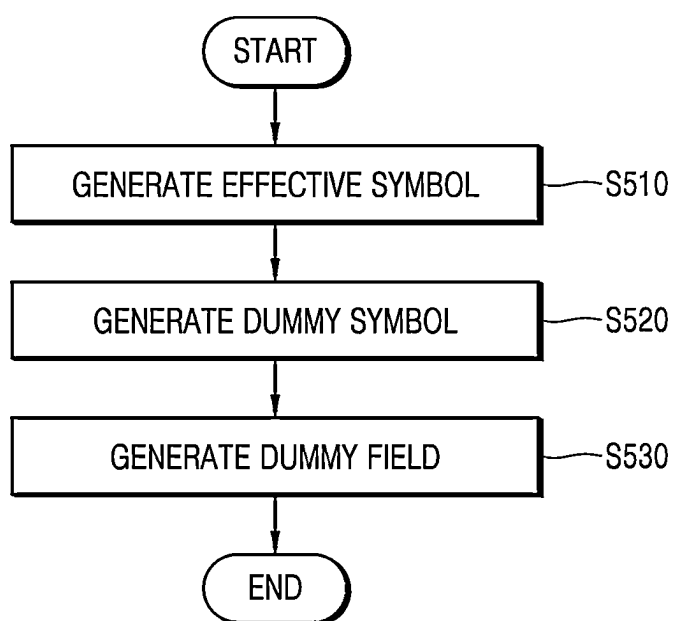 START
GENERATE EFFECTIVE SYMBOL
S510
GENERATE DUMMY SYMBOL
S520
GENERATE DUMMY FIELD
S530
END